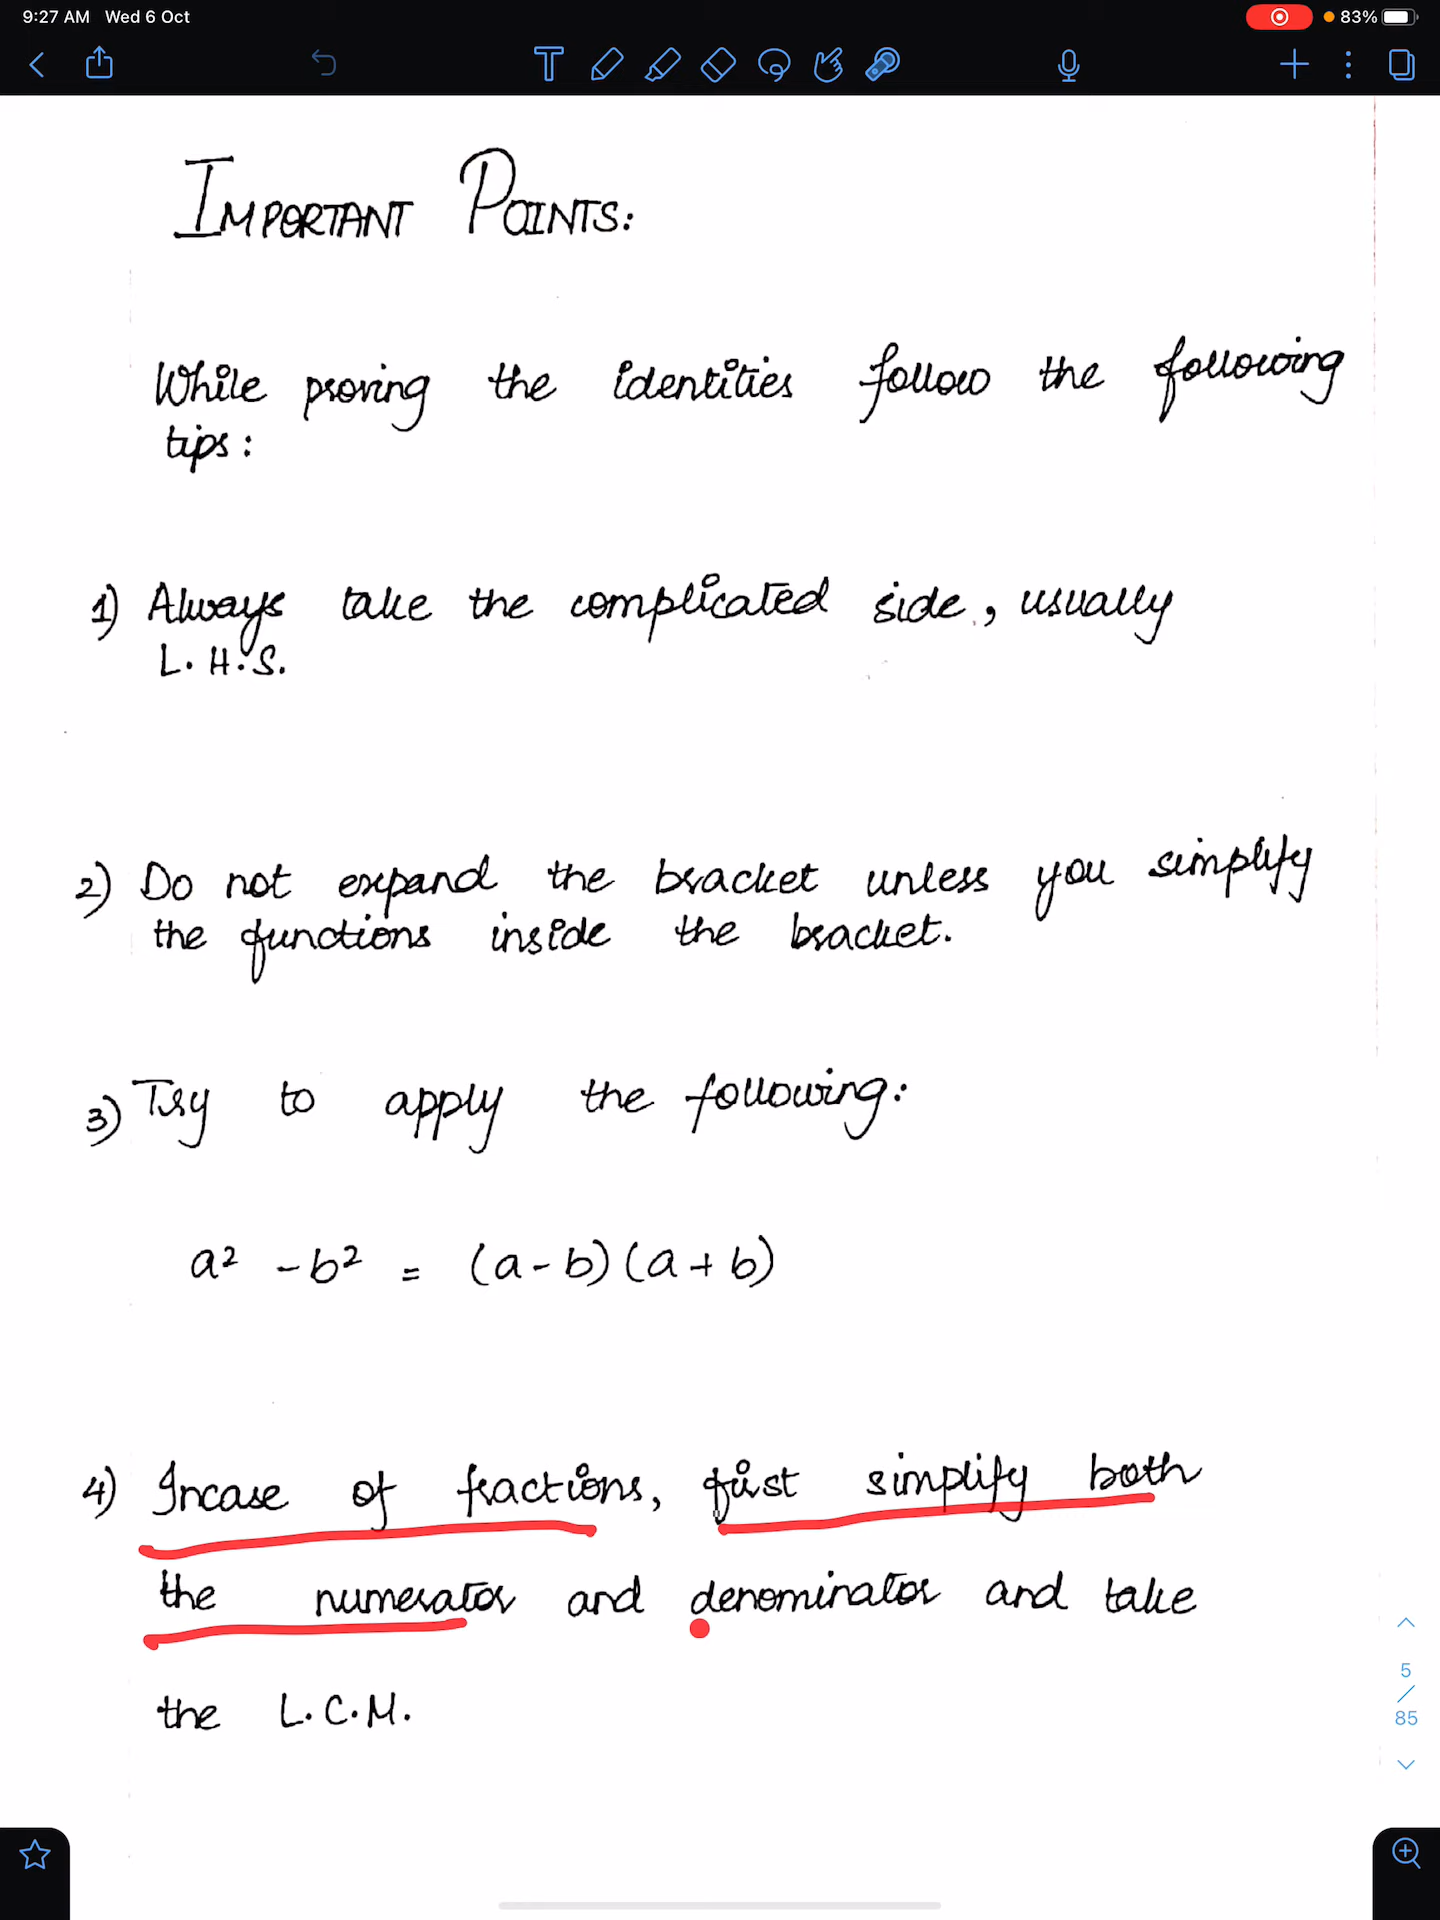 9:27 AM Wed 6 Oct
83%
IMPORTANT POINTS:
While proving the identities follow the following
tips:
1) Always take the complicated side, usually
L.H.S.
2) Do not expand the bracket unless you simplify
the functions inside the bracket.
3) Try to apply the following:
a² - b² = (a - b) (a + b)
4) Incase of fractions, first simplify both
the numerator and denominator and take
the L.C.M.
5
/
85